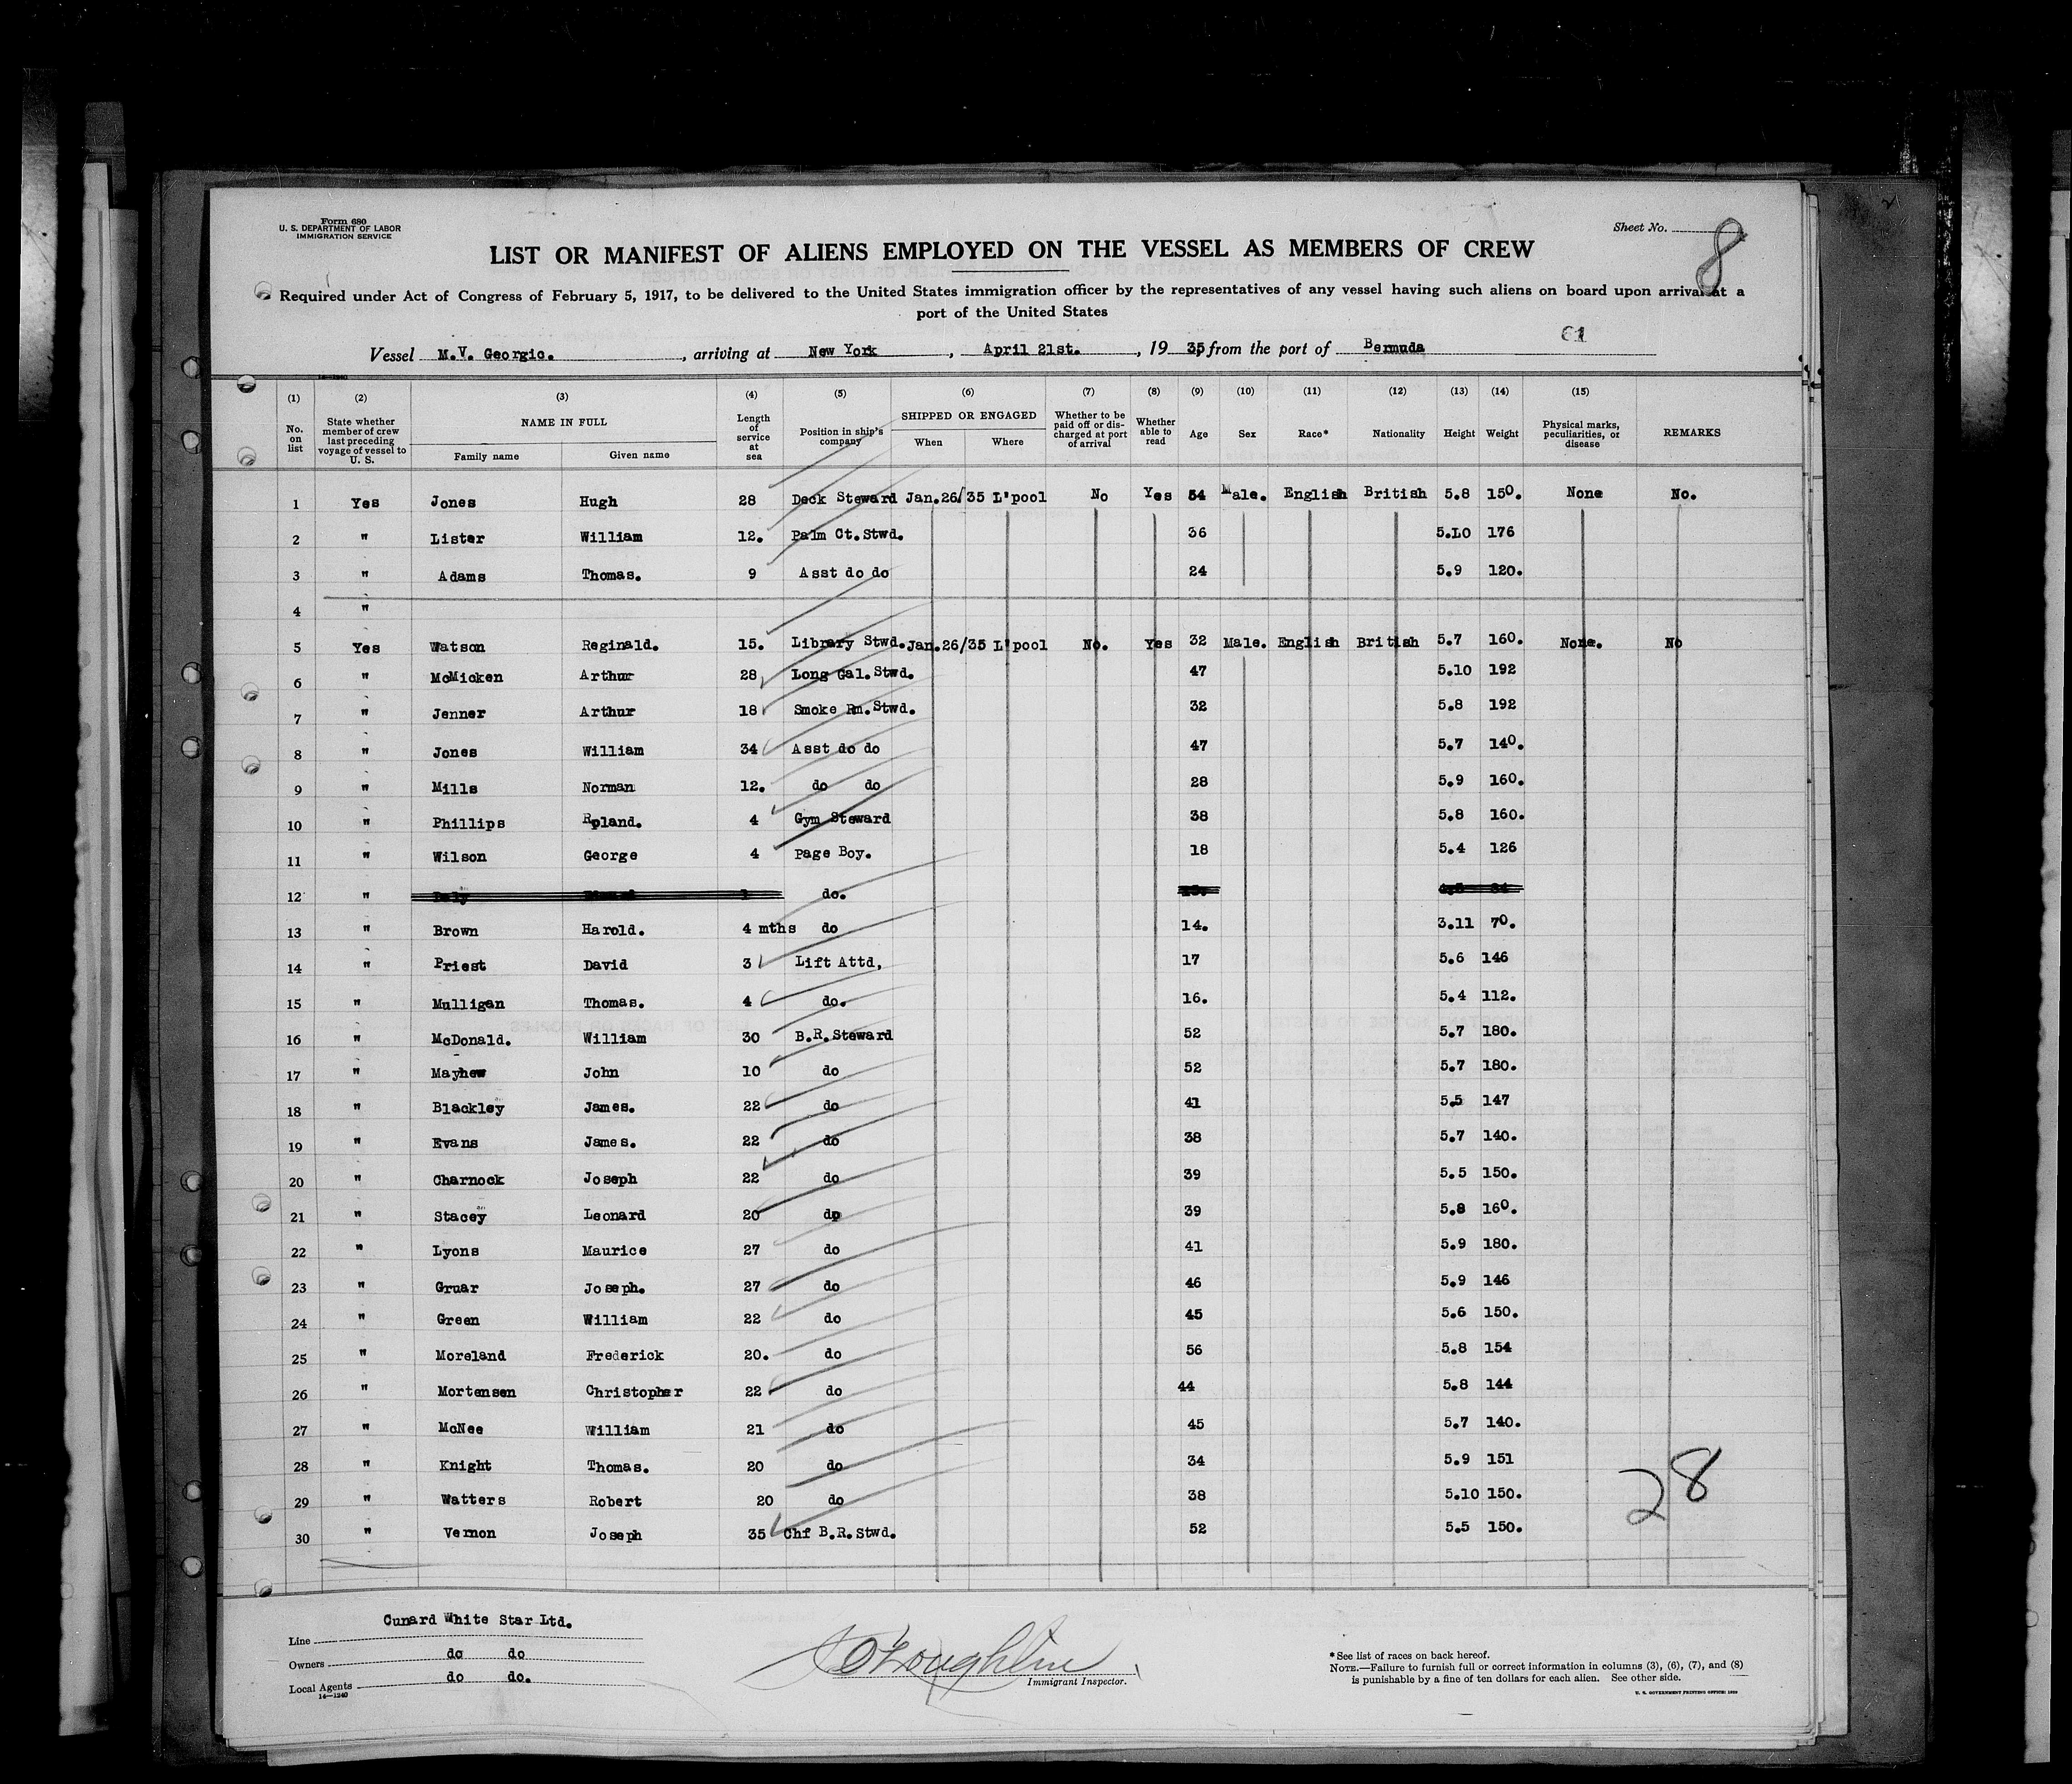 Form 680
U. S. DEPARTMENT OF LABOR
IMMIGRATION SERVICE
Sheet No. 8
LIST OR MANIFEST OF ALIENS EMPLOYED ON THE VESSEL AS MEMBERS OF CREW
Required under Act of Congress of February 5, 1917, to be delivered to the United States immigration officer by the representatives of any vessel having such aliens on board upon arrival at a
port of the United States
61
Vessel M.V. Georgic. , arriving at New York , April 21st. , 19 35, from the port of Bermuda
(1) (2) (3) (4) (5) (6) (7) (8) (9) (10) (11) (12) (13) (14) (15)
No. on list State whether member of crew last preceding voyage of vessel to U. S. NAME IN FULL Family name Given name Length of service at sea Position in ship's company SHIPPED OR ENGAGED When Where Whether to be paid off or discharged at port of arrival Whether able to read Age Sex Race* Nationality Height Weight Physical marks, peculiarities, or disease REMARKS
1 Yes Jones Hugh 28 Deck Steward Jan.26/35 L'pool No Yes 54 Male. English British 5.8 150. None No.
2 " Lister William 12. Palm Ct.Stwd. 36 5.10 176
3 " Adams Thomas. 9 Asst do do 24 5.9 120.
4 "
5 Yes Watson Reginald. 15. Library Stwd. Jan.26/35 L'pool No. Yes 32 Male. English British 5.7 160. None. No
6 " McMicken Arthur 28 Long Gal.Stwd. 47 5.10 192
7 " Jenner Arthur 18 Smoke Rm.Stwd. 32 5.8 192
8 " Jones William 34 Asst do do 47 5.7 140.
9 " Mills Norman 12. do do 28 5.9 160.
10 " Phillips Roland. 4 Gym Steward 38 5.8 160.
11 " Wilson George 4 Page Boy. 18 5.4 126
12 " Daly 1 do.
13 " Brown Harold. 4 mths do 14. 3.11 70.
14 " Priest David 3 Lift Attd, 17 5.6 146
15 " Mulligan Thomas. 4 do. 16. 5.4 112.
16 " McDonald. William 30 B.R.Steward 52 5.7 180.
17 " Mayhew John 10 do 52 5.7 180.
18 " Blackley James. 22 do 41 5.5 147
19 " Evans James. 22 do 38 5.7 140.
20 " Charnock Joseph 22 do 39 5.5 150.
21 " Stacey Leonard 20 do 39 5.8 160.
22 " Lyons Maurice 27 do 41 5.9 180.
23 " Gruar Joseph. 27 do 46 5.9 146
24 " Green William 22 do 45 5.6 150.
25 " Moreland Frederick 20. do 56 5.8 154
26 " Mortensen Christopher 22 do 44 5.8 144
27 " McNee William 21 do 45 5.7 140.
28 " Knight Thomas. 20 do 34 5.9 151
29 " Watters Robert 20 do 38 5.10 150.
30 " Vernon Joseph 35 Chf B.R.Stwd. 52 5.5 150.
28
Line Cunard White Star Ltd.
Owners do do
Local Agents do do.
14—1240
O'Loughlin
Immigrant Inspector.
* See list of races on back hereof.
NOTE.—Failure to furnish full or correct information in columns (3), (6), (7), and (8)
is punishable by a fine of ten dollars for each alien. See other side.